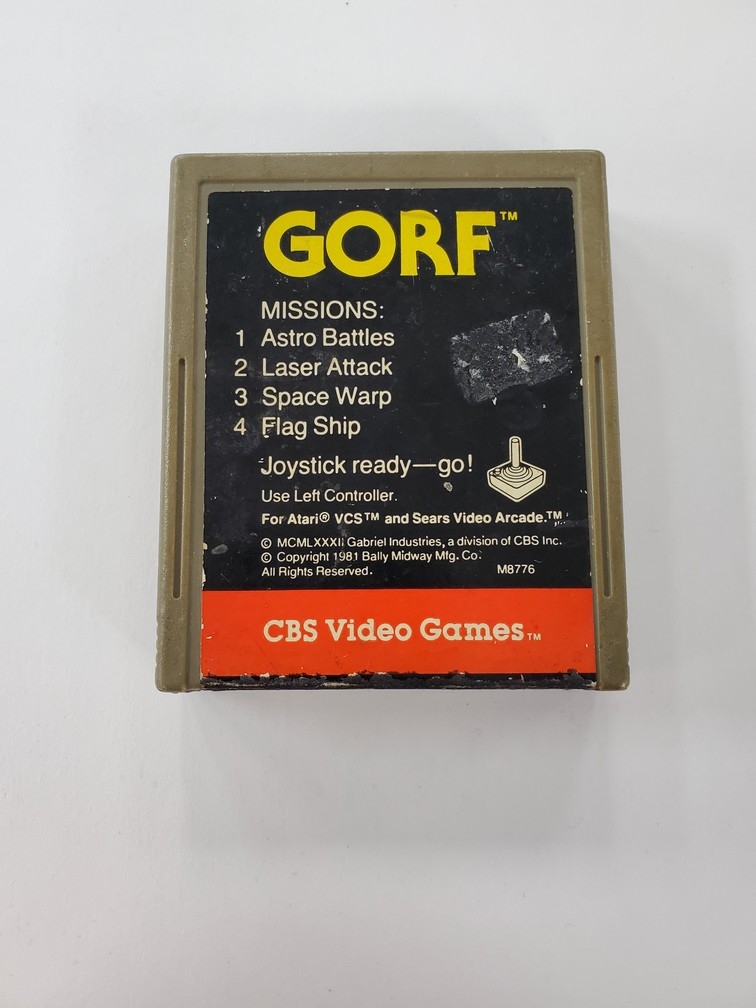 GORF™
MISSIONS:
1 Astro Battles
2 Laser Attack
3 Space Warp
4 Flag Ship
Joystick ready—go!
Use Left Controller.
For Atari® VCS™ and Sears Video Arcade.™
© MCMLXXXII Gabriel Industries, a division of CBS Inc.
© Copyright 1981 Bally Midway Mfg. Co.
All Rights Reserved. M8776
CBS Video Games™